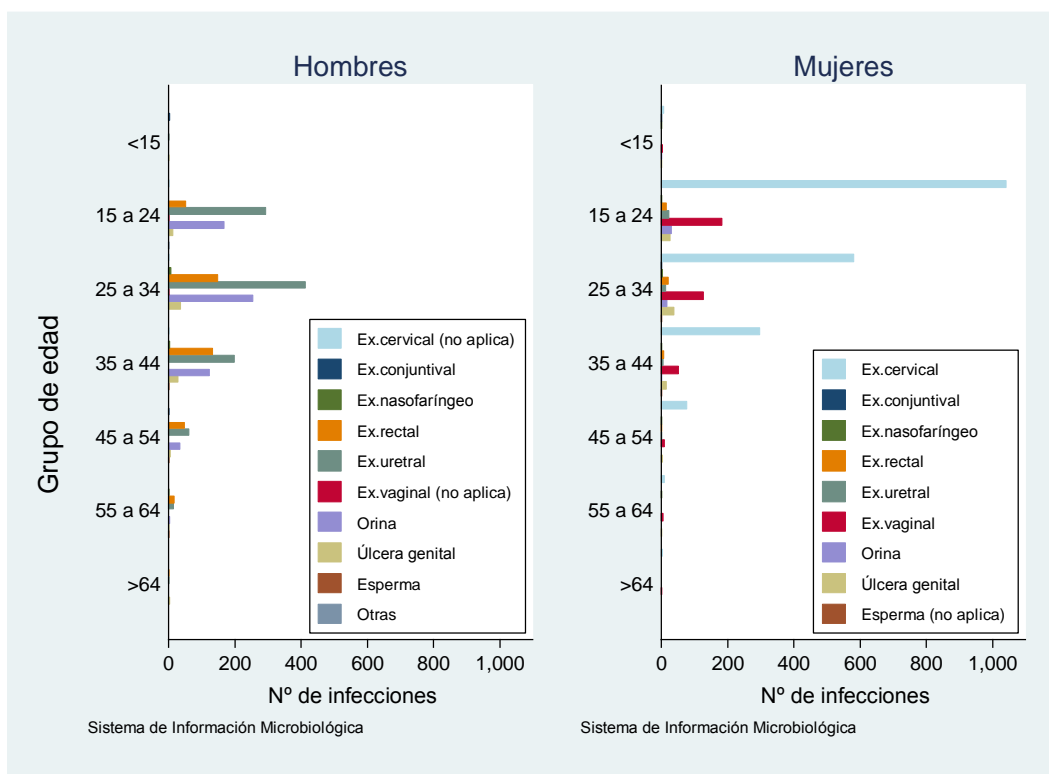 Hombres
Grupo de edad
<15
15 a 24
25 a 34
35 a 44
45 a 54
55 a 64
>64
Ex.cervical (no aplica)
Ex.conjuntival
Ex.nasofaríngeo
Ex.rectal
Ex.uretral
Ex.vaginal (no aplica)
Orina
Úlcera genital
Esperma
Otras
0 200 400 600 800 1,000
Nº de infecciones
Sistema de Información Microbiológica
Mujeres
<15
15 a 24
25 a 34
35 a 44
45 a 54
55 a 64
>64
Ex.cervical
Ex.conjuntival
Ex.nasofaríngeo
Ex.rectal
Ex.uretral
Ex.vaginal
Orina
Úlcera genital
Esperma (no aplica)
0 200 400 600 800 1,000
Nº de infecciones
Sistema de Información Microbiológica